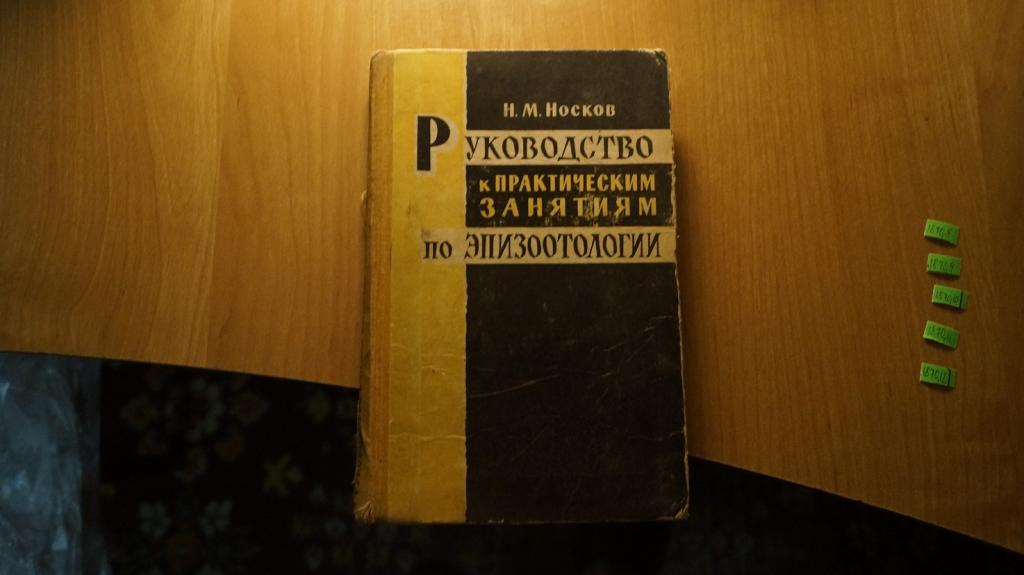 Н. М. Носков
Руководство
к практическим
занятиям
по эпизоотологии